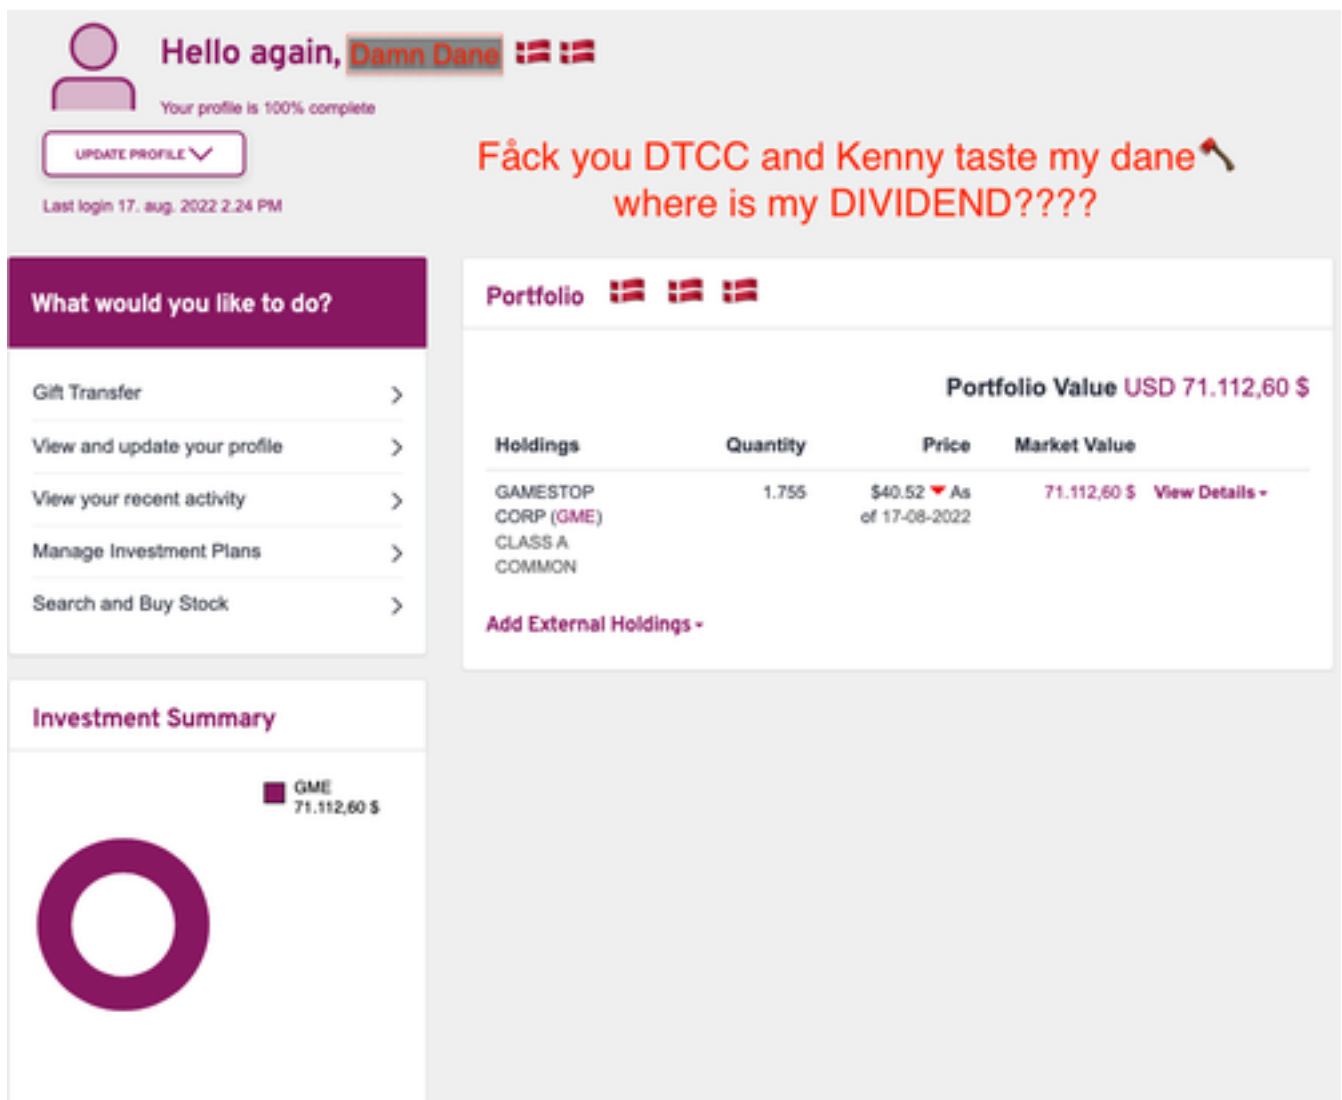 Hello again, Damn Dane
Your profile is 100% complete
UPDATE PROFILE
Last login 17. aug. 2022 2.24 PM
Fåck you DTCC and Kenny taste my dane
where is my DIVIDEND????
What would you like to do?
Gift Transfer
View and update your profile
View your recent activity
Manage Investment Plans
Search and Buy Stock
Portfolio
Portfolio Value USD 71.112,60 $
Holdings Quantity Price Market Value
GAMESTOP 1.755 $40.52 As 71.112,60 $ View Details
CORP (GME) of 17-08-2022
CLASS A
COMMON
Add External Holdings
Investment Summary
GME
71.112,60 $